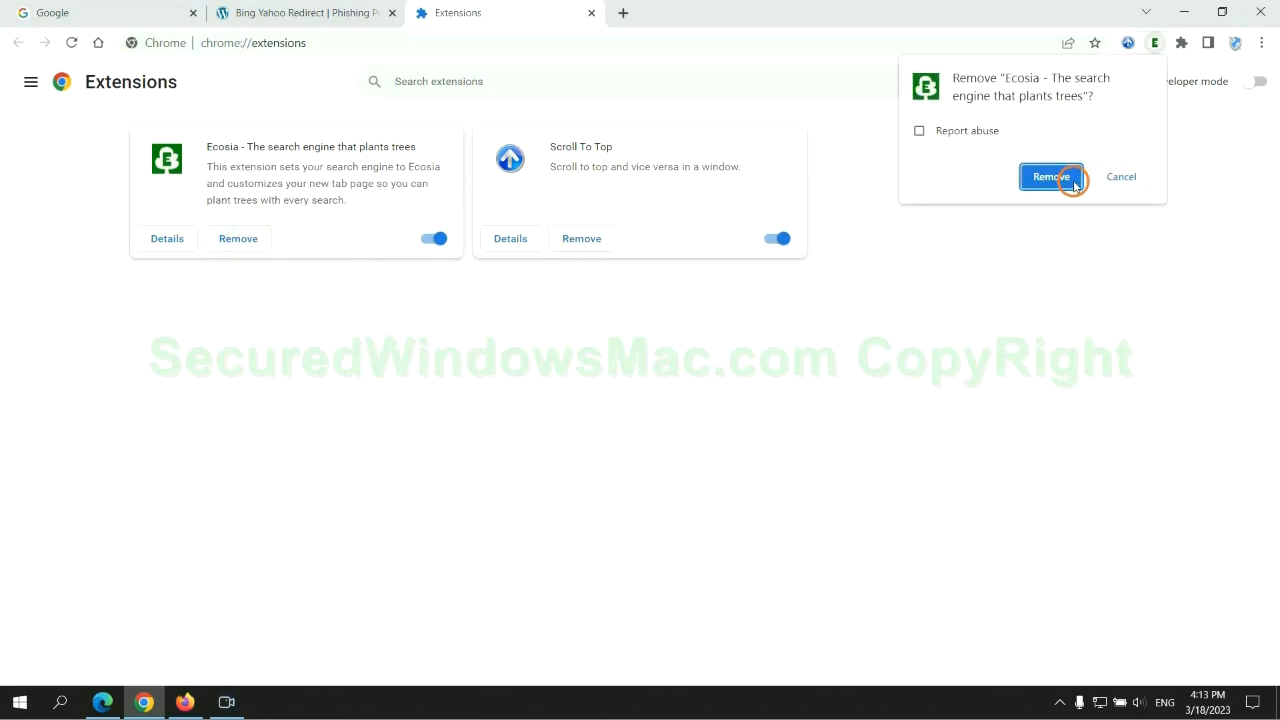 Google
Bing Yahoo Redirect | Phishing
Extensions
Chrome | chrome://extensions
Extensions
Search extensions
veloper mode
Remove "Ecosia - The search
engine that plants trees"?
Report abuse
Remove
Cancel
Ecosia - The search engine that plants trees
This extension sets your search engine to Ecosia
and customizes your new tab page so you can
plant trees with every search.
Details
Remove
Scroll To Top
Scroll to top and vice versa in a window.
Details
Remove
SecuredWindowsMac.com CopyRight
ENG
4:13 PM
3/18/2023